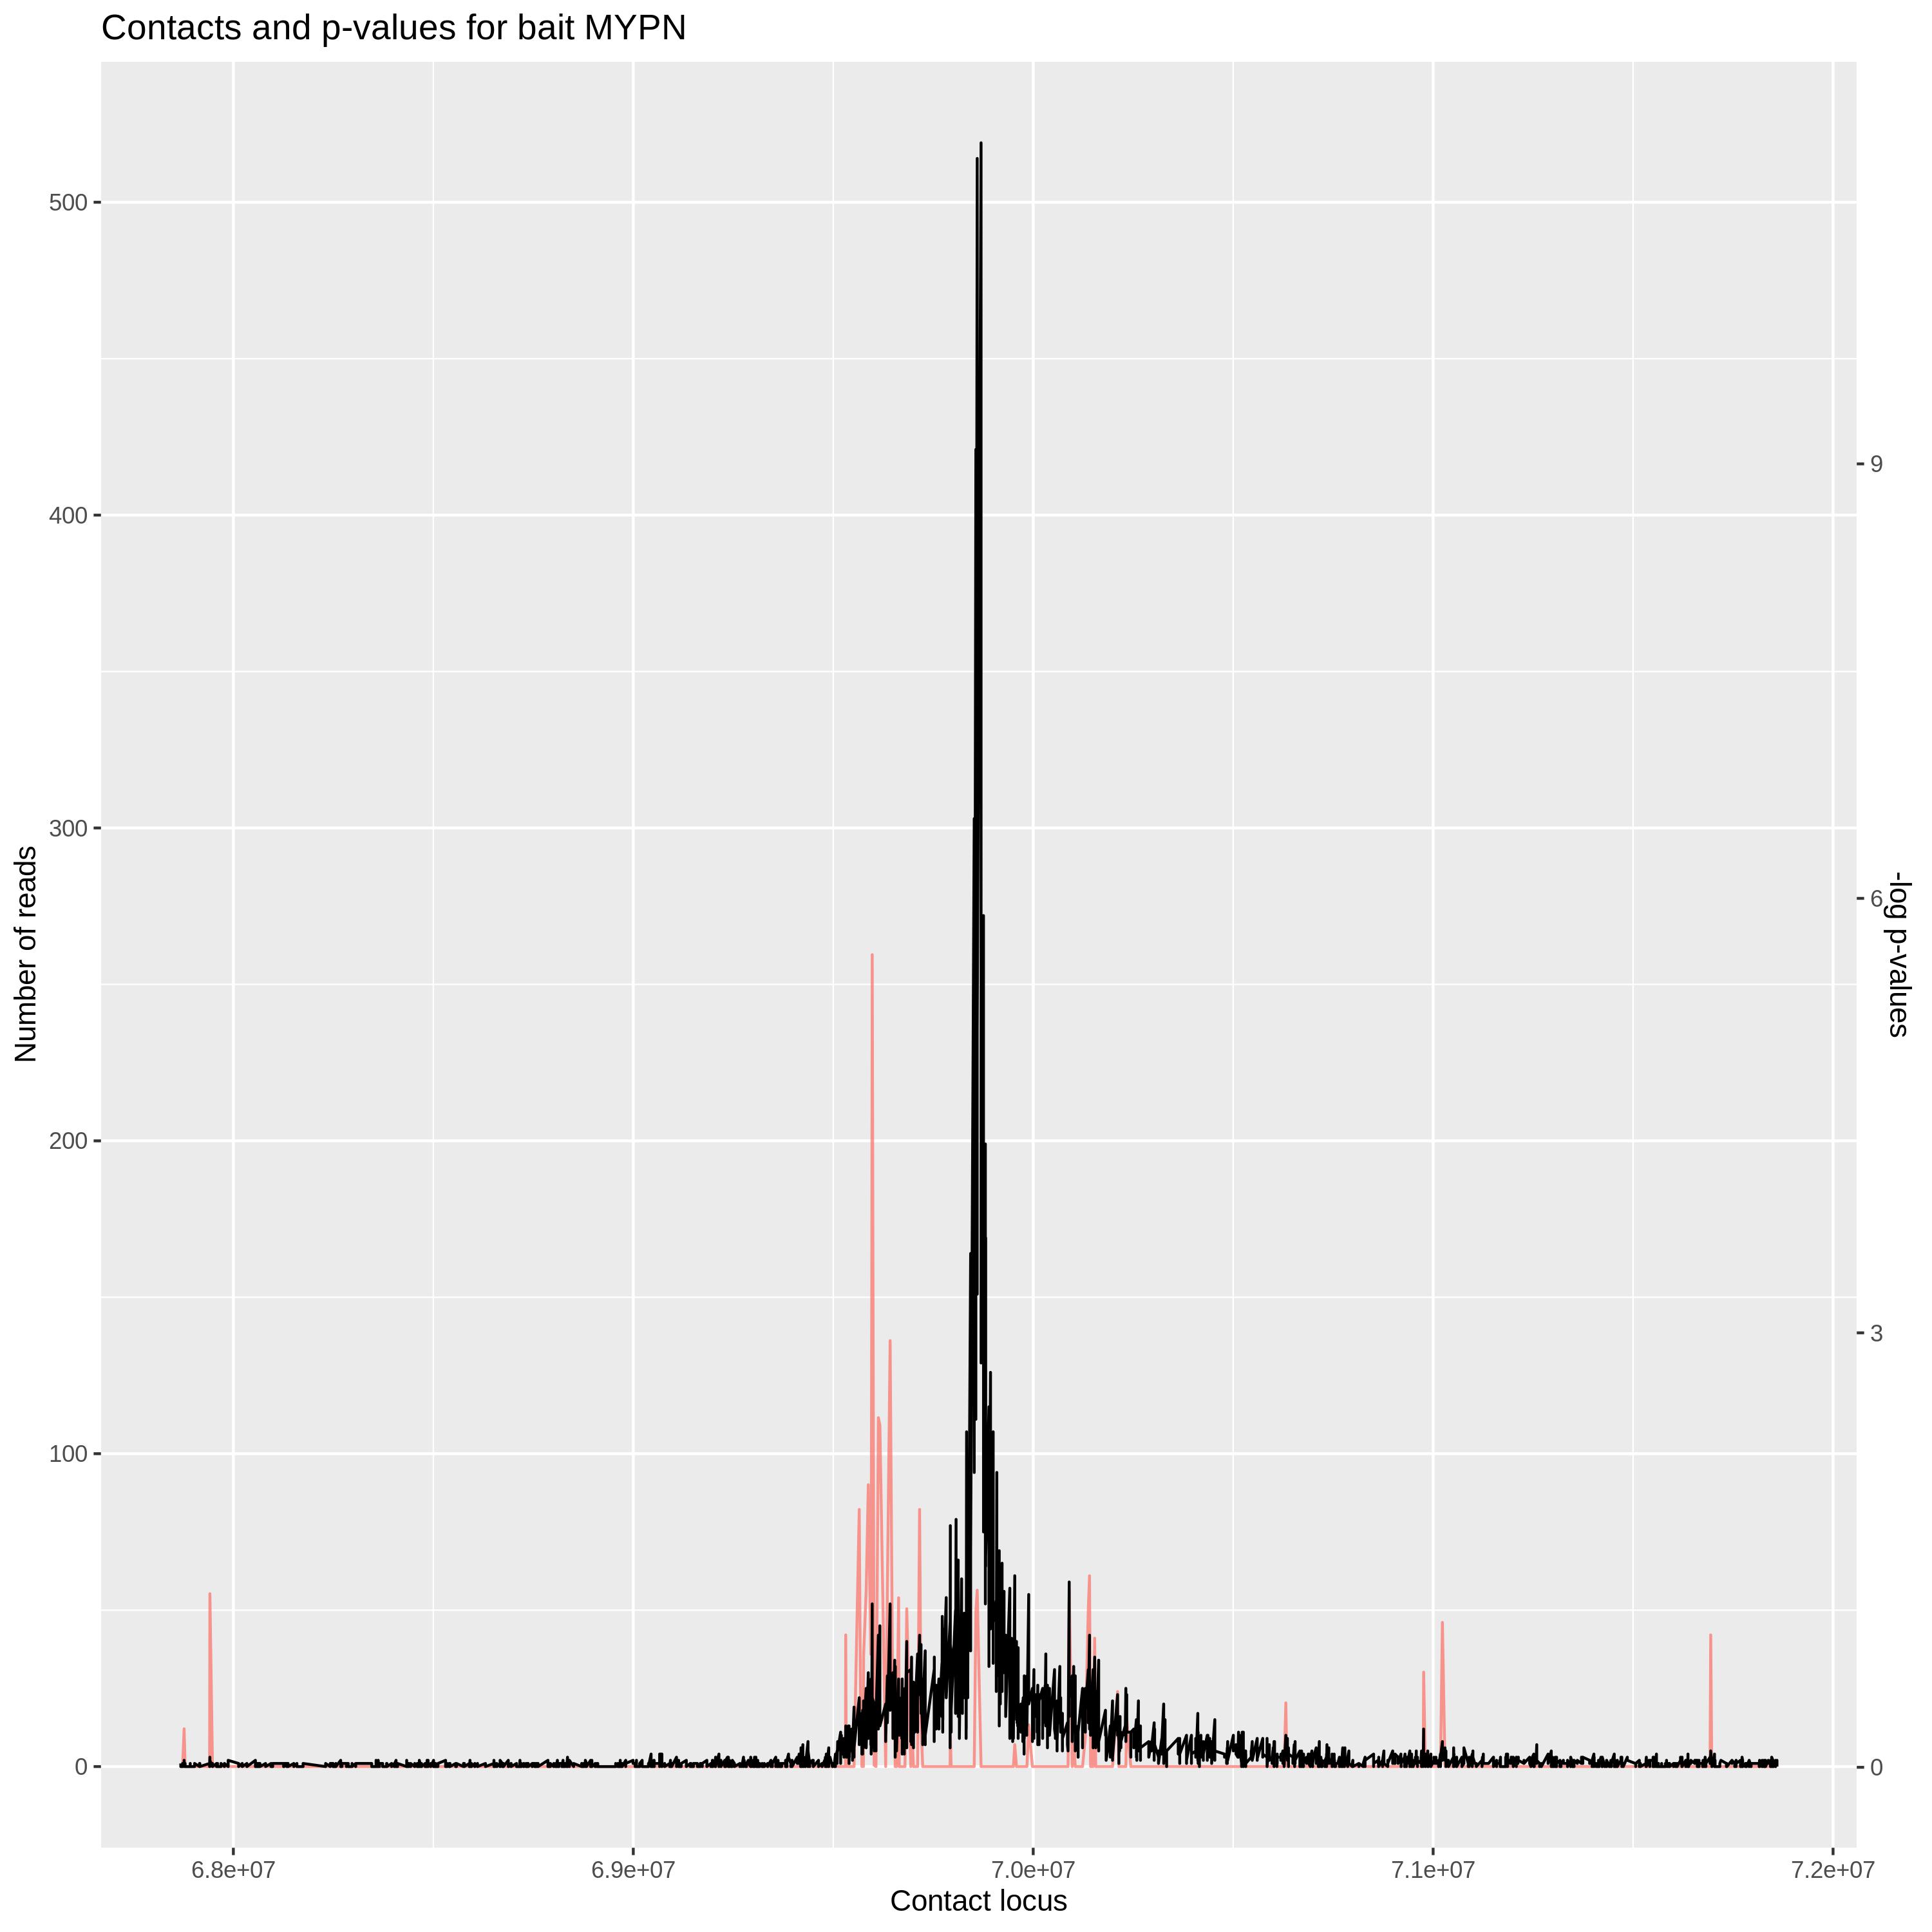 Contacts and p-values for bait MYPN
Number of reads
500
400
300
200
100
0
9
6
3
0
-log p-values
6.8e+07 6.9e+07 7.0e+07 7.1e+07 7.2e+07
Contact locus